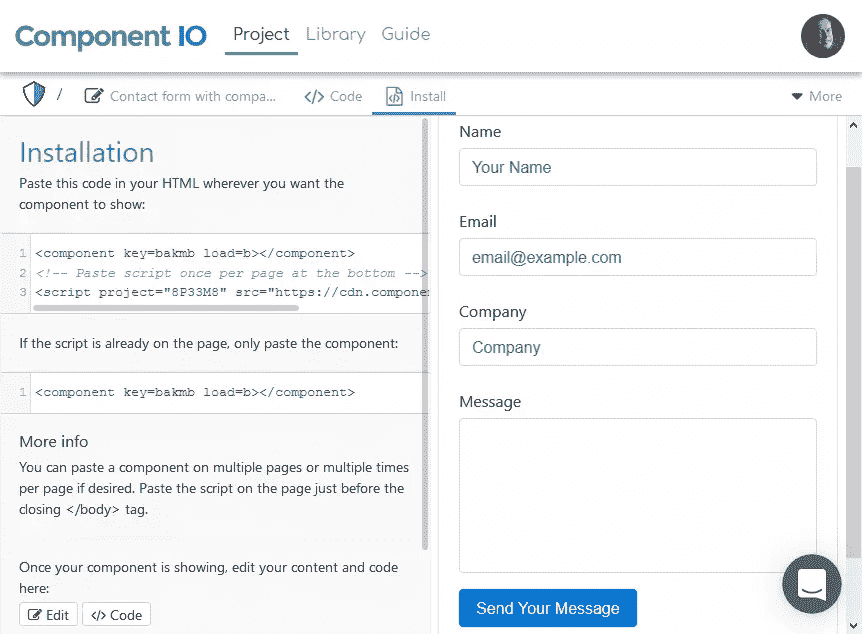 Component IO Project Library Guide
/ Contact form with compa... </> Code Install More
Installation
Paste this code in your HTML wherever you want the
component to show:
1 <component key=bakmb load=b></component>
2 <!-- Paste script once per page at the bottom -->
3 <script project="8P33M8" src="https://cdn.compone
If the script is already on the page, only paste the component:
1 <component key=bakmb load=b></component>
More info
You can paste a component on multiple pages or multiple times
per page if desired. Paste the script on the page just before the
closing </body> tag.
Once your component is showing, edit your content and code
here:
Edit </> Code
Name
Your Name
Email
email@example.com
Company
Company
Message
Send Your Message